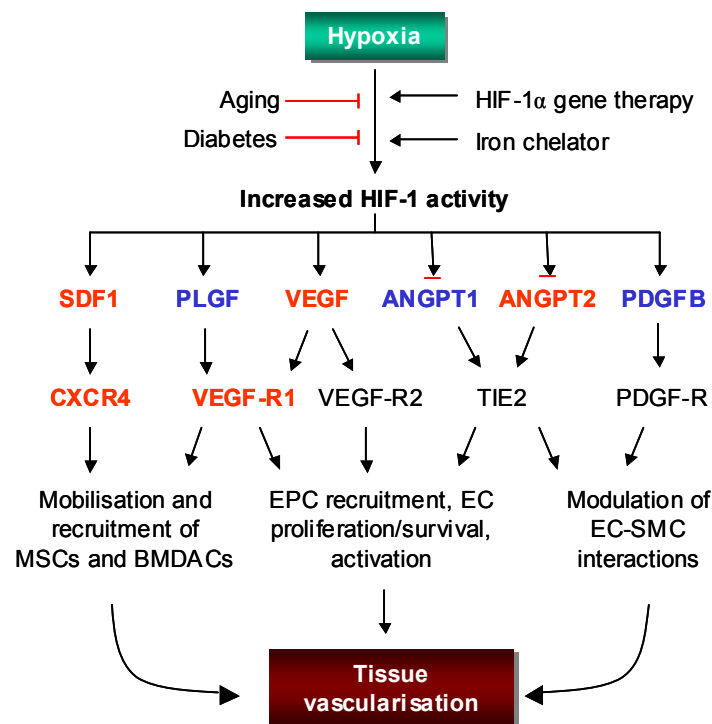 Hypoxia
Aging
HIF-1α gene therapy
Diabetes
Iron chelator
Increased HIF-1 activity
SDF1
PLGF
VEGF
ANGPT1
ANGPT2
PDGFB
CXCR4
VEGF-R1
VEGF-R2
TIE2
PDGF-R
Mobilisation and
recruitment of
MSCs and BMDACs
EPC recruitment, EC
proliferation/survival,
activation
Modulation of
EC-SMC
interactions
Tissue
vascularisation